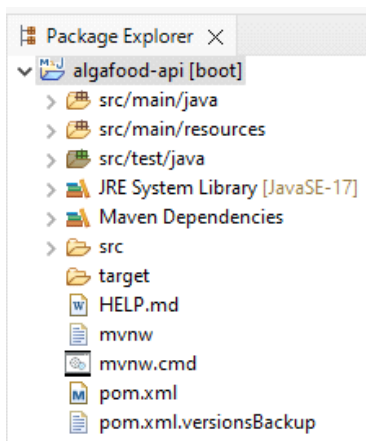 Package Explorer
algafood-api [boot]
src/main/java
src/main/resources
src/test/java
JRE System Library [JavaSE-17]
Maven Dependencies
src
target
HELP.md
mvnw
mvnw.cmd
pom.xml
pom.xml.versionsBackup